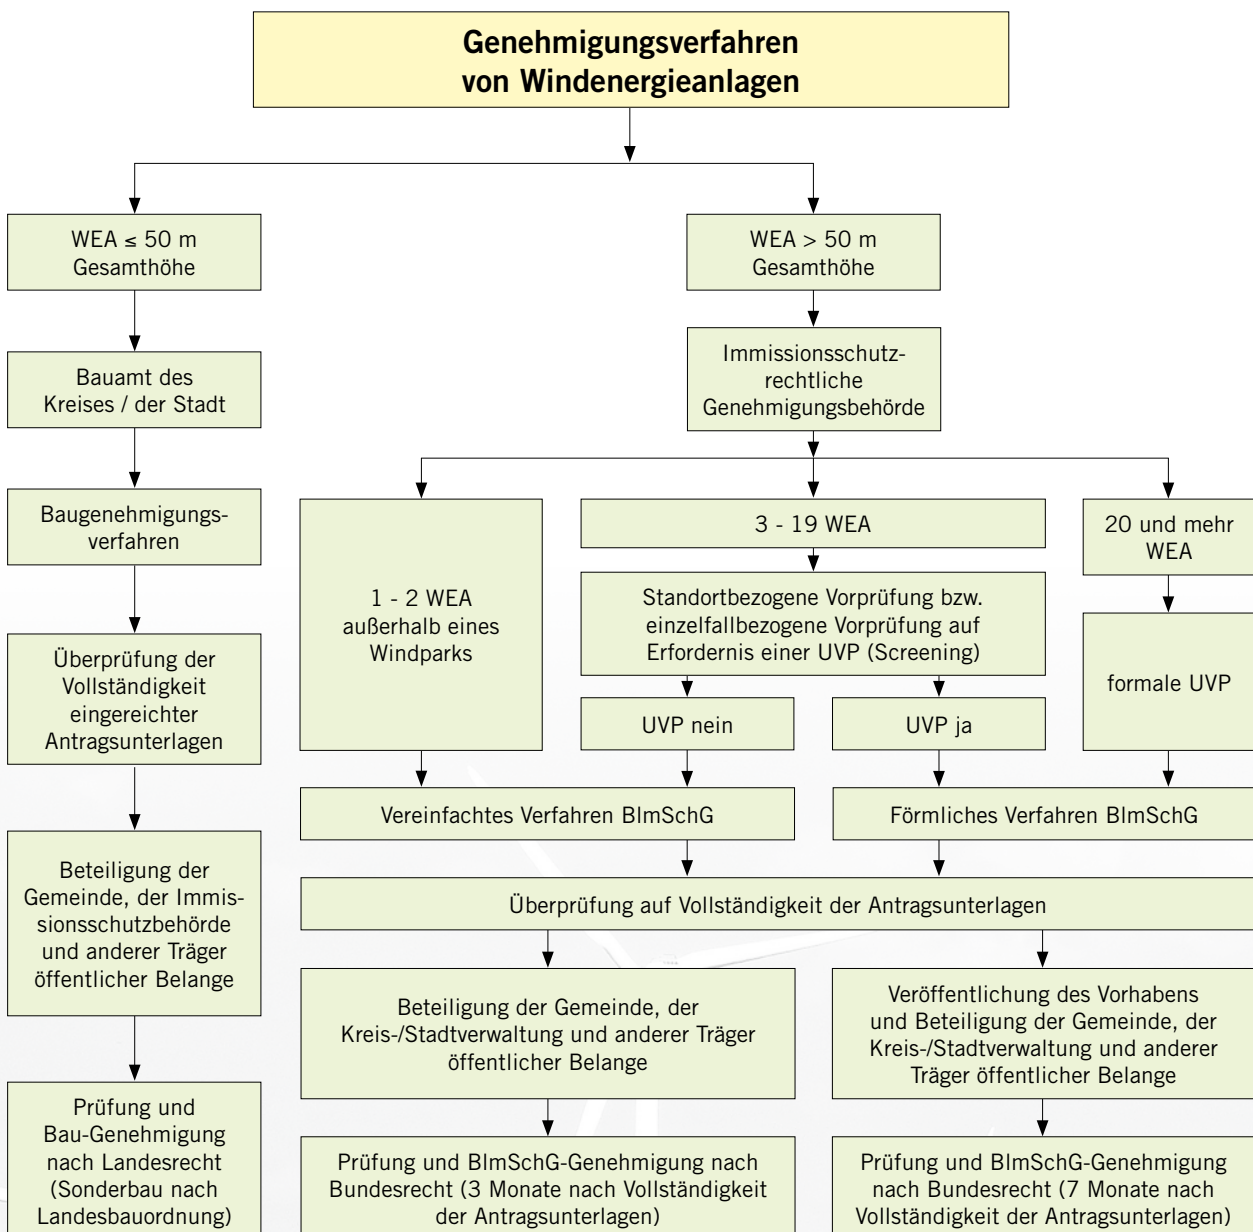 Genehmigungsverfahren
von Windenergieanlagen
WEA ≤ 50 m
Gesamthöhe
Bauamt des
Kreises / der Stadt
Baugenehmigungs-
verfahren
Überprüfung der
Vollständigkeit
eingereichter
Antragsunterlagen
Beteiligung der
Gemeinde, der Immis-
sionsschutzbehörde
und anderer Träger
öffentlicher Belange
Prüfung und
Bau-Genehmigung
nach Landesrecht
(Sonderbau nach
Landesbauordnung)
WEA > 50 m
Gesamthöhe
Immissionsschutz-
rechtliche
Genehmigungsbehörde
1 - 2 WEA
außerhalb eines
Windparks
3 - 19 WEA
Standortbezogene Vorprüfung bzw.
einzelfallbezogene Vorprüfung auf
Erfordernis einer UVP (Screening)
UVP nein
UVP ja
20 und mehr
WEA
formale UVP
Vereinfachtes Verfahren BImSchG
Förmliches Verfahren BImSchG
Überprüfung auf Vollständigkeit der Antragsunterlagen
Beteiligung der Gemeinde, der
Kreis-/Stadtverwaltung und anderer Träger
öffentlicher Belange
Veröffentlichung des Vorhabens
und Beteiligung der Gemeinde, der
Kreis-/Stadtverwaltung und anderer
Träger öffentlicher Belange
Prüfung und BImSchG-Genehmigung nach
Bundesrecht (3 Monate nach Vollständigkeit
der Antragsunterlagen)
Prüfung und BImSchG-Genehmigung
nach Bundesrecht (7 Monate nach
Vollständigkeit der Antragsunterlagen)